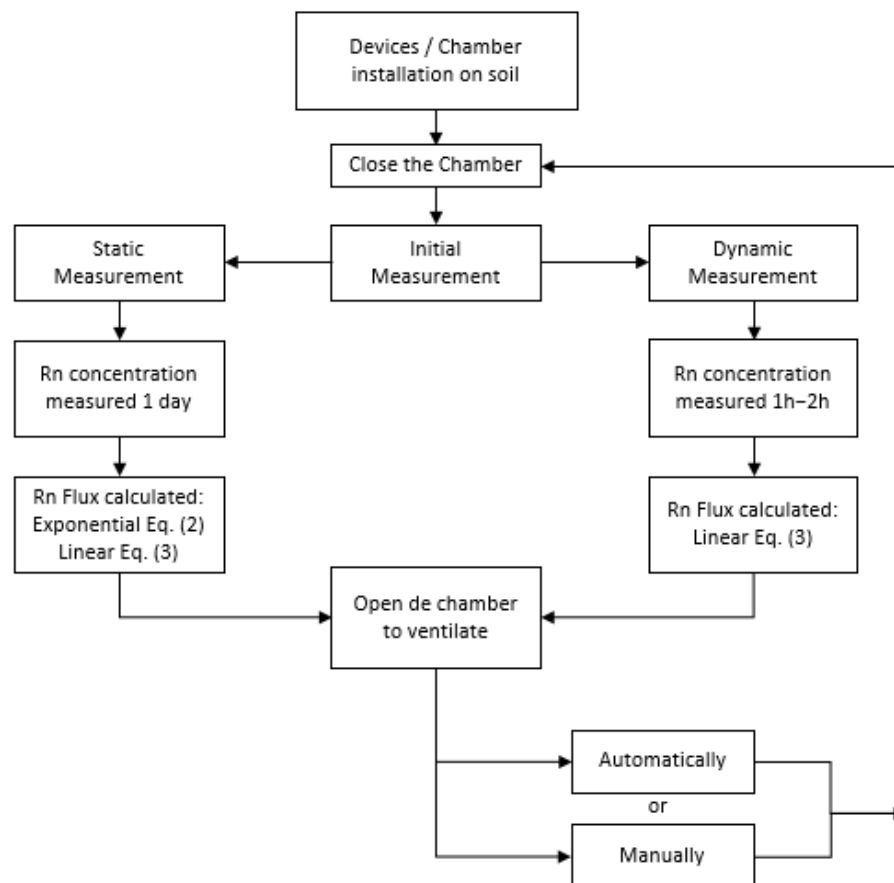 Devices / Chamber
installation on soil
Close the Chamber
Static
Measurement
Initial
Measurement
Dynamic
Measurement
Rn concentration
measured 1 day
Rn concentration
measured 1h–2h
Rn Flux calculated:
Exponential Eq. (2)
Linear Eq. (3)
Rn Flux calculated:
Linear Eq. (3)
Open de chamber
to ventilate
Automatically
or
Manually